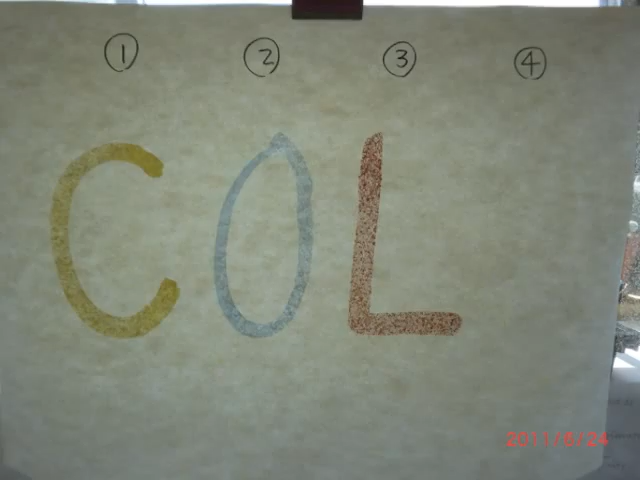 ① ② ③ ④
COL
2011/6/24